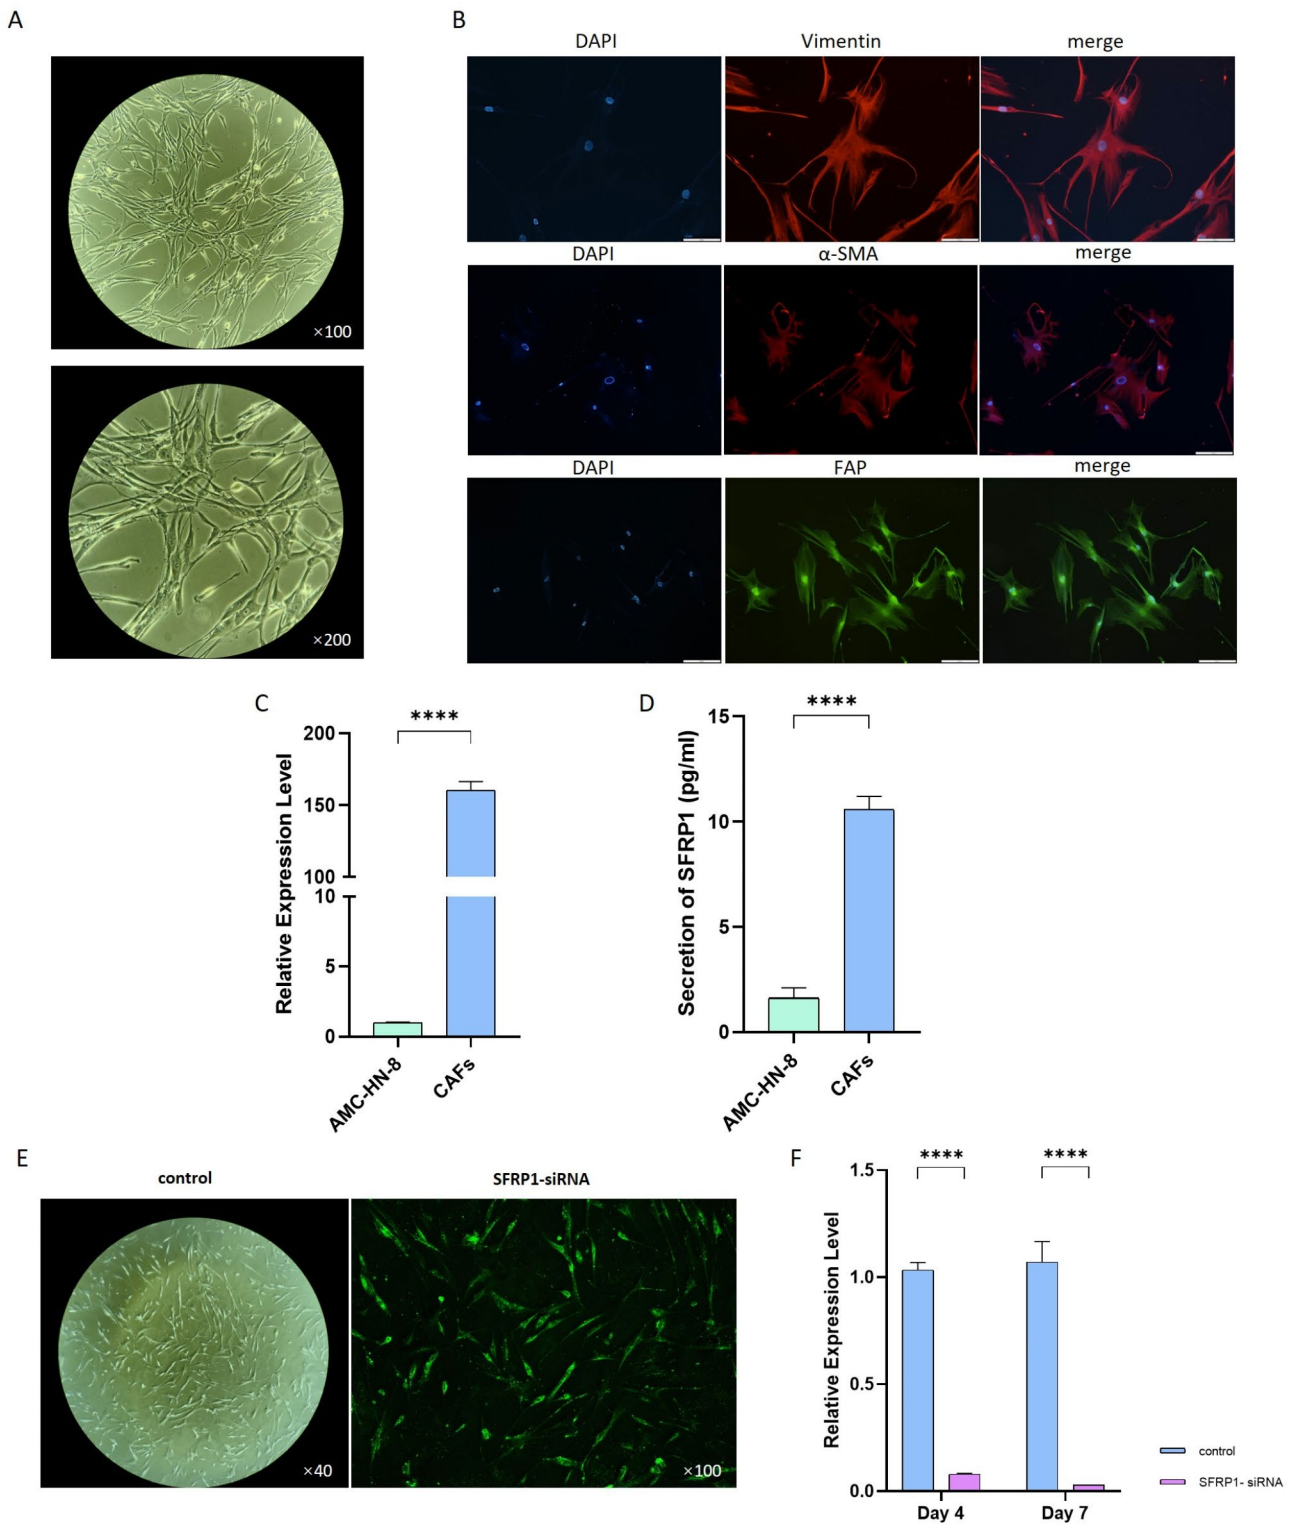 A
×100
×200
B
DAPI Vimentin merge
DAPI α-SMA merge
DAPI FAP merge
C
****
200
150
100
10
5
0
Relative Expression Level
AMC-HN-8
CAFs
D
****
15
10
5
0
Secretion of SFRP1 (pg/ml)
AMC-HN-8
CAFs
E
control SFRP1-siRNA
×40 ×100
F
**** ****
1.5
1.0
0.5
0.0
Relative Expression Level
Day 4 Day 7
control
SFRP1- siRNA